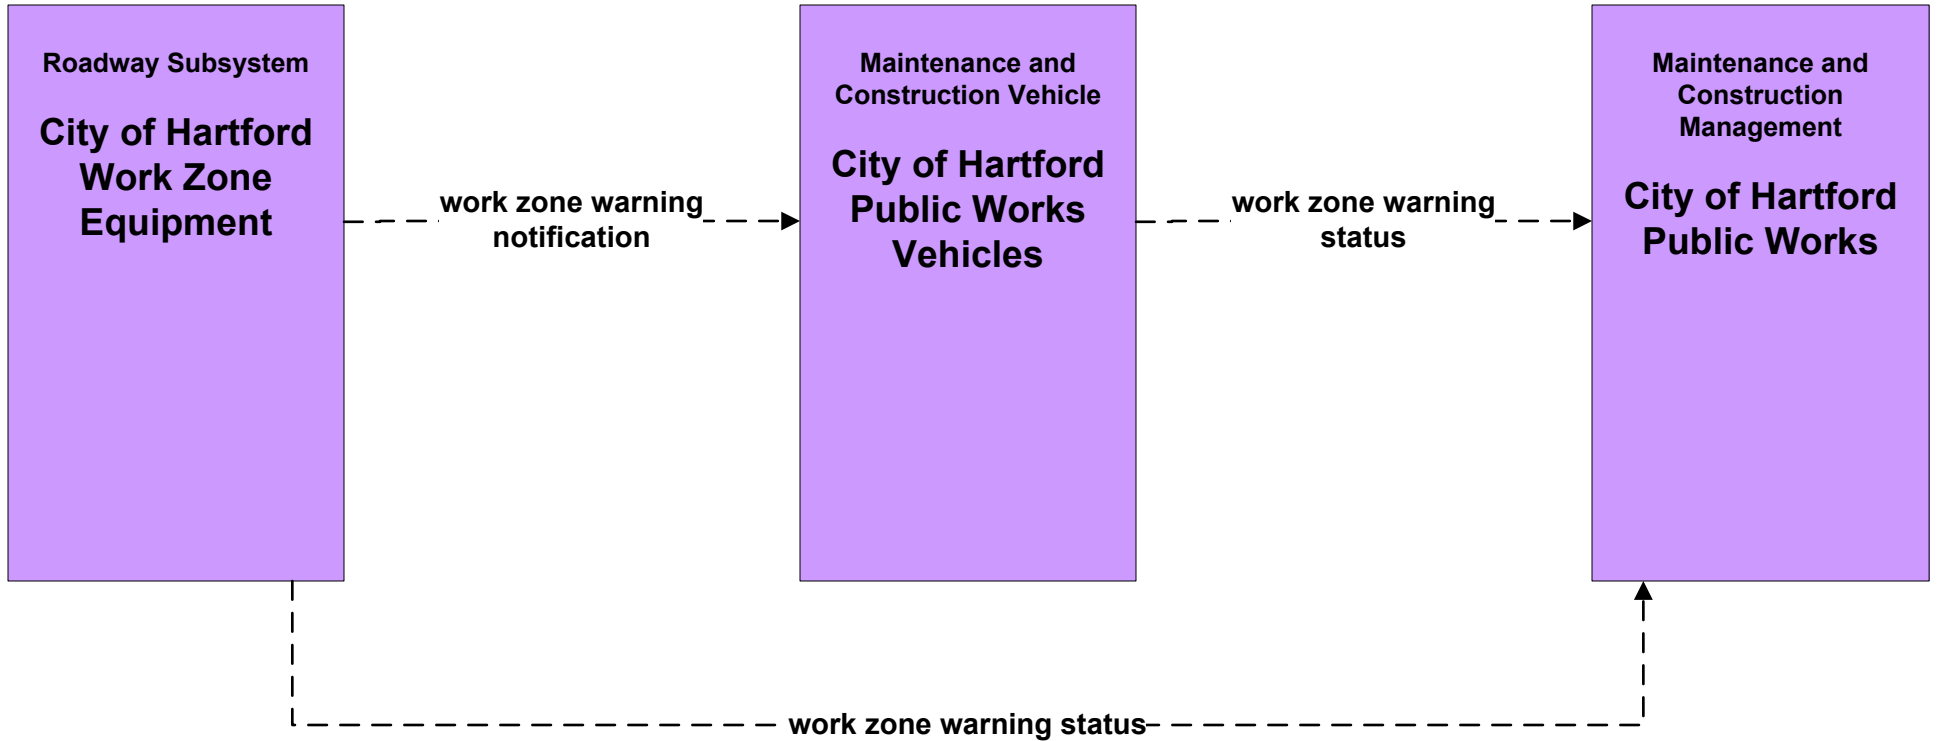 Roadway Subsystem
City of Hartford
Work Zone
Equipment
work zone warning
notification
Maintenance and
Construction Vehicle
City of Hartford
Public Works
Vehicles
work zone warning
status
Maintenance and
Construction
Management
City of Hartford
Public Works
work zone warning status